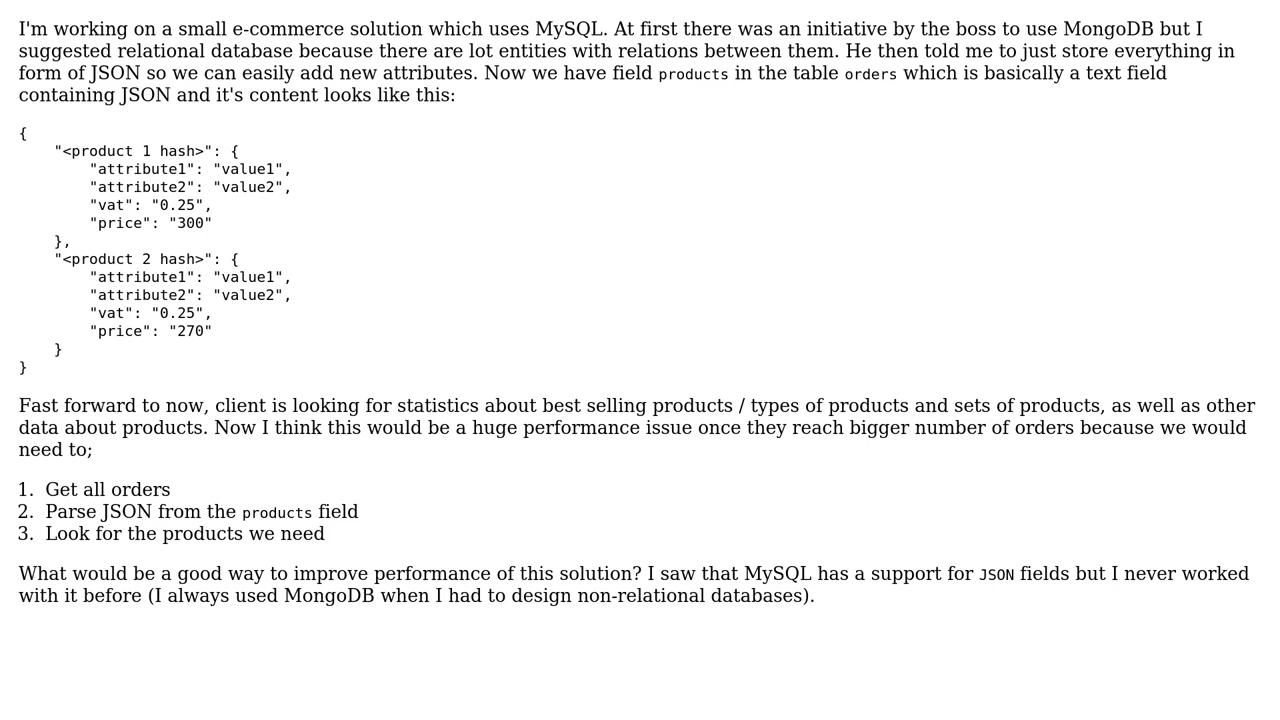 I'm working on a small e-commerce solution which uses MySQL. At first there was an initiative by the boss to use MongoDB but I
suggested relational database because there are lot entities with relations between them. He then told me to just store everything in
form of JSON so we can easily add new attributes. Now we have field products in the table orders which is basically a text field
containing JSON and it's content looks like this:
{
    "<product 1 hash>": {
        "attribute1": "value1",
        "attribute2": "value2",
        "vat": "0.25",
        "price": "300"
    },
    "<product 2 hash>": {
        "attribute1": "value1",
        "attribute2": "value2",
        "vat": "0.25",
        "price": "270"
    }
}
Fast forward to now, client is looking for statistics about best selling products / types of products and sets of products, as well as other
data about products. Now I think this would be a huge performance issue once they reach bigger number of orders because we would
need to;
1. Get all orders
2. Parse JSON from the products field
3. Look for the products we need
What would be a good way to improve performance of this solution? I saw that MySQL has a support for JSON fields but I never worked
with it before (I always used MongoDB when I had to design non-relational databases).